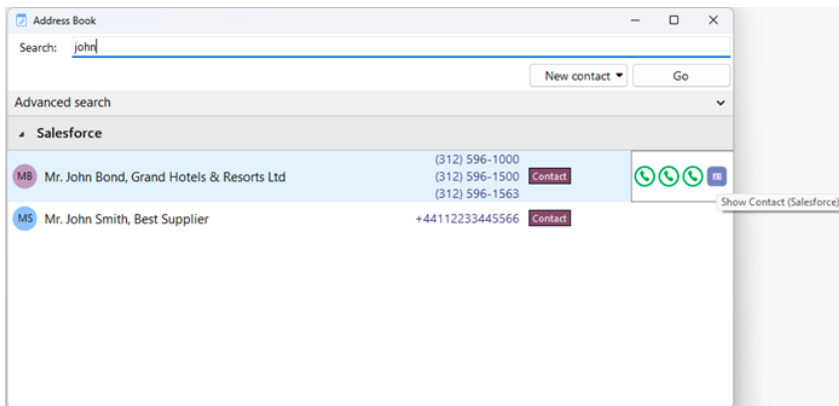 Address Book
Search: john
New contact Go
Advanced search
Salesforce
(312) 596-1000
MB Mr. John Bond, Grand Hotels & Resorts Ltd (312) 596-1500 Contact
(312) 596-1563
Show Contact (Salesforce)
MS Mr. John Smith, Best Supplier +44112233445566 Contact